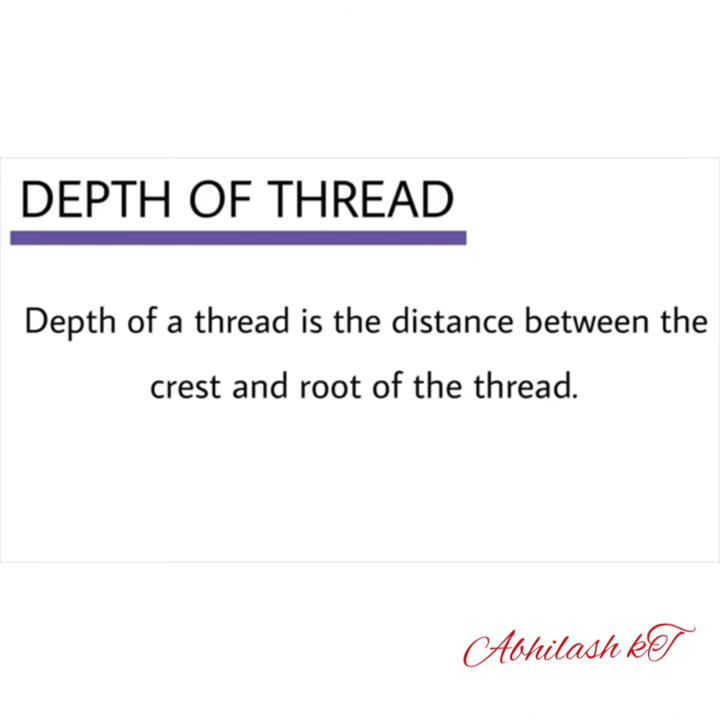 DEPTH OF THREAD
Depth of a thread is the distance between the
crest and root of the thread.
Abhilash kT